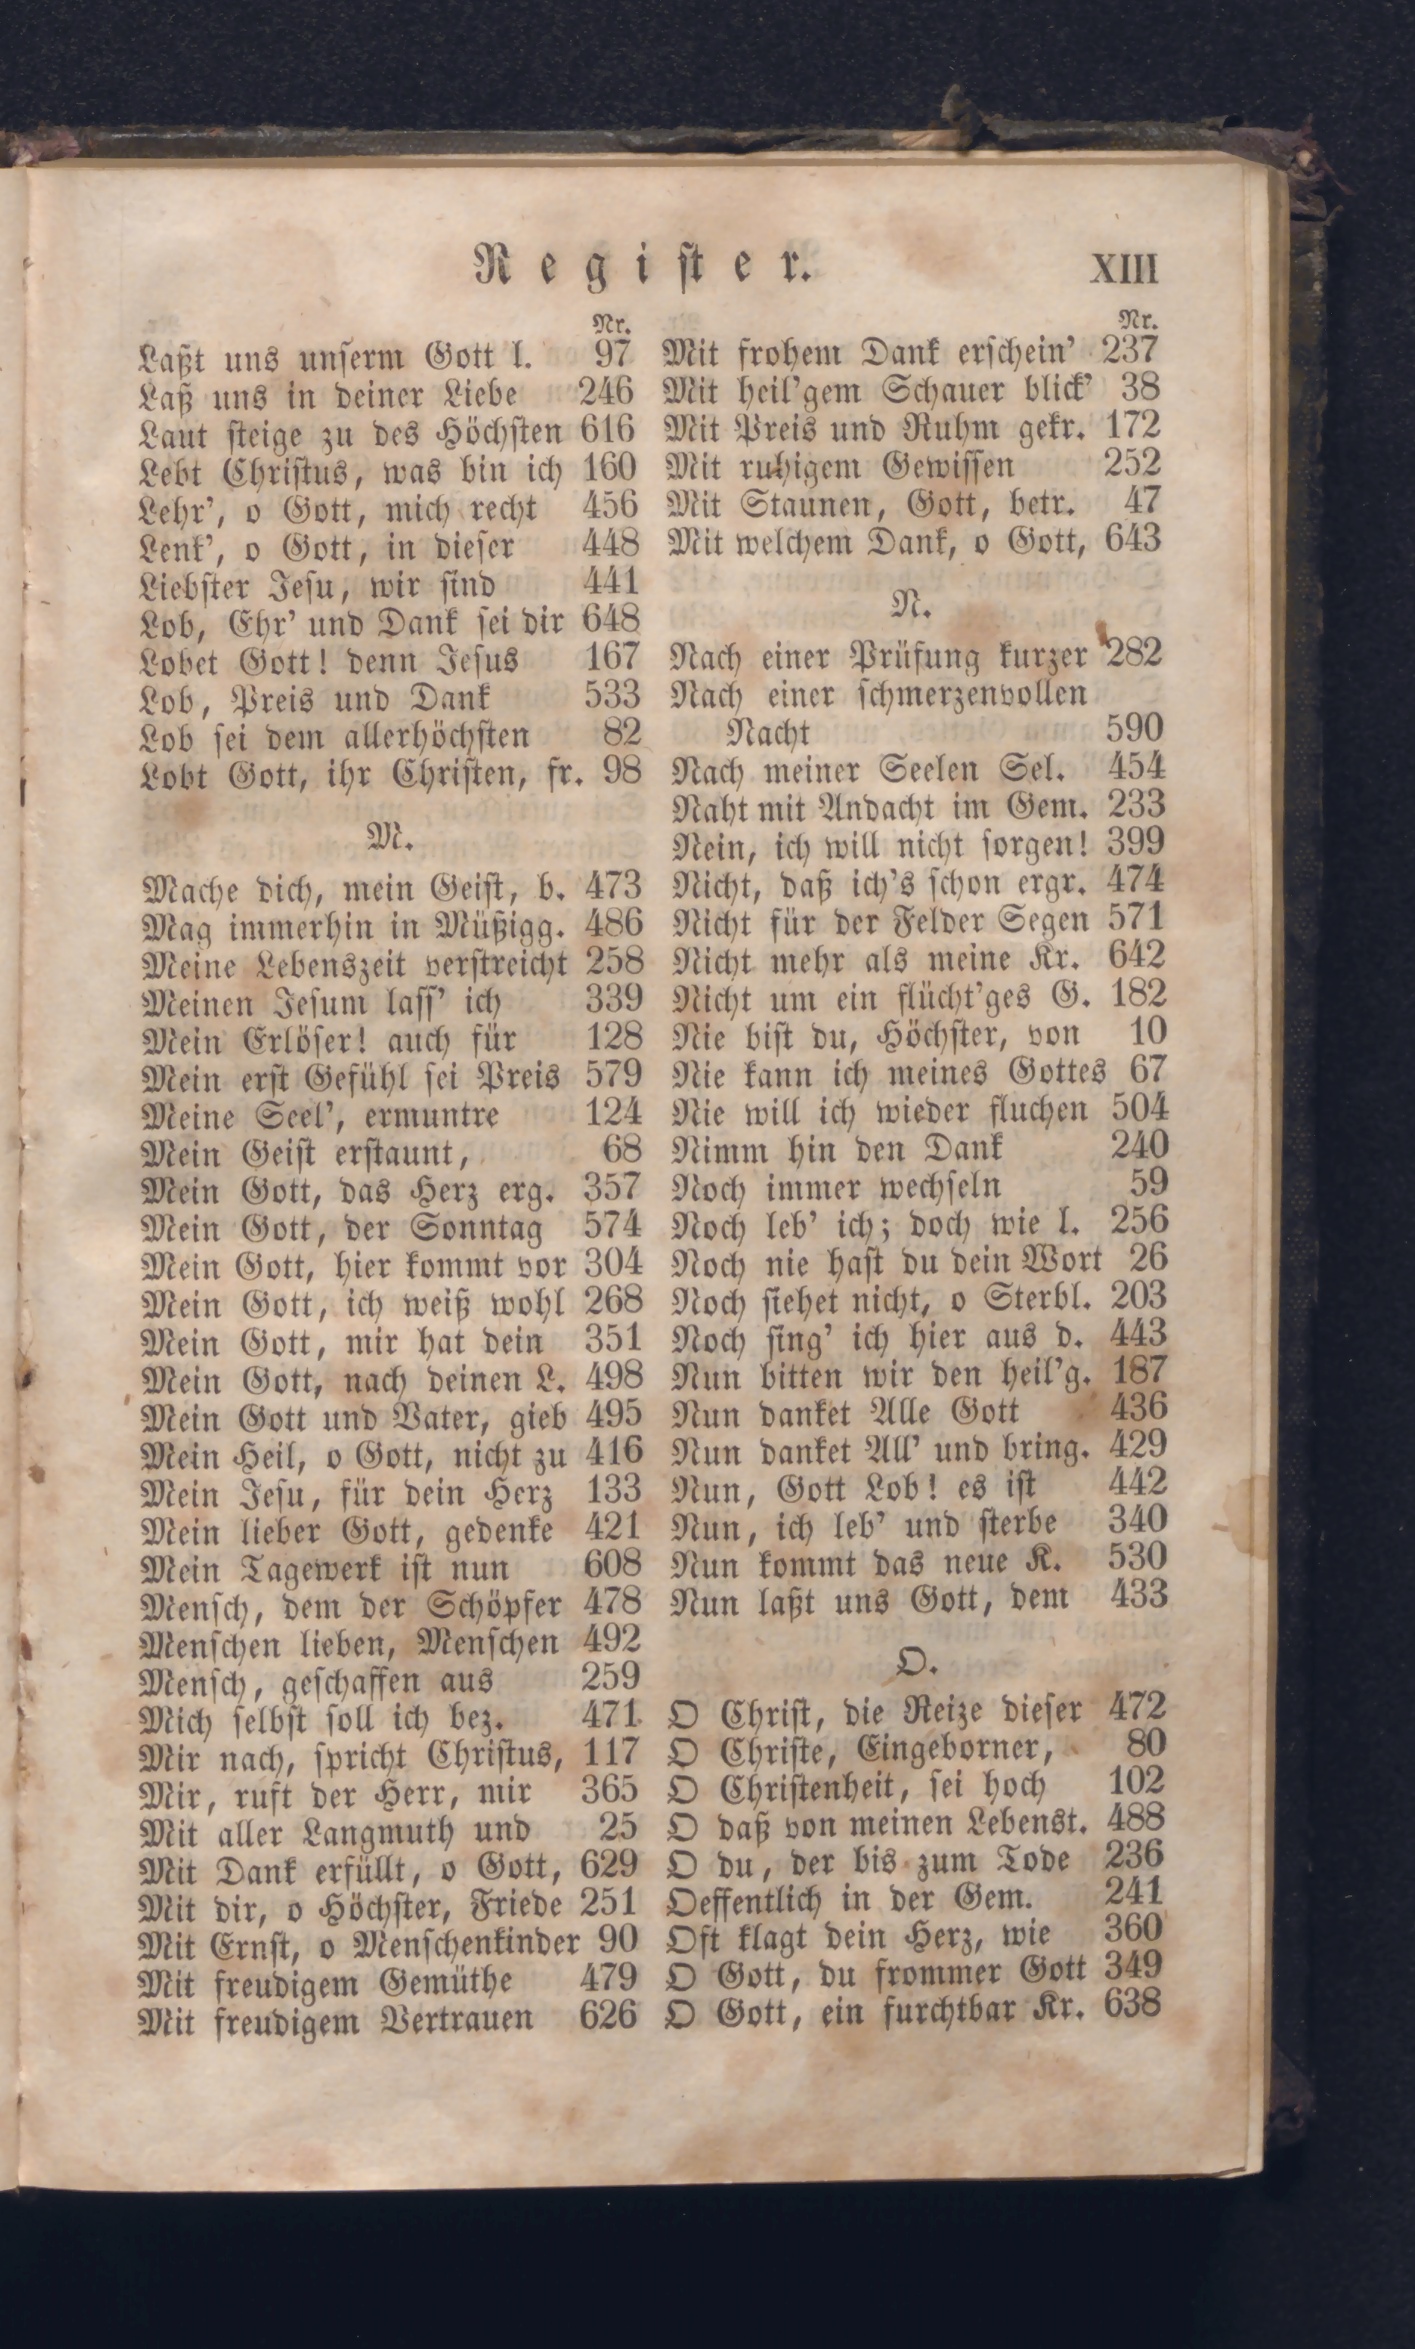 Register. XIII
Nr.
Laßt uns unserm Gott l. 97
Laß uns in deiner Liebe 246
Laut steige zu des Höchsten 616
Lebt Christus, was bin ich 160
Lehr', o Gott, mich recht 456
Lenk', o Gott, in dieser 448
Liebster Jesu, wir sind 441
Lob, Ehr' und Dank sei dir 648
Lobet Gott! denn Jesus 167
Lob, Preis und Dank 533
Lob sei dem allerhöchsten 82
Lobt Gott, ihr Christen, fr. 98
M.
Mache dich, mein Geist, b. 473
Mag immerhin in Müßigg. 486
Meine Lebenszeit verstreicht 258
Meinen Jesum lass' ich 339
Mein Erlöser! auch für 128
Mein erst Gefühl sei Preis 579
Meine Seel', ermuntre 124
Mein Geist erstaunt, 68
Mein Gott, das Herz erg. 357
Mein Gott, der Sonntag 574
Mein Gott, hier kommt vor 304
Mein Gott, ich weiß wohl 268
Mein Gott, mir hat dein 351
Mein Gott, nach deinen L. 498
Mein Gott und Vater, gieb 495
Mein Heil, o Gott, nicht zu 416
Mein Jesu, für dein Herz 133
Mein lieber Gott, gedenke 421
Mein Tagewerk ist nun 608
Mensch, dem der Schöpfer 478
Menschen lieben, Menschen 492
Mensch, geschaffen aus 259
Mich selbst soll ich bez. 471
Mir nach, spricht Christus, 117
Mir, ruft der Herr, mir 365
Mit aller Langmuth und 25
Mit Dank erfüllt, o Gott, 629
Mit dir, o Höchster, Friede 251
Mit Ernst, o Menschenkinder 90
Mit freudigem Gemüthe 479
Mit freudigem Vertrauen 626
Nr.
Mit frohem Dank erschein' 237
Mit heil'gem Schauer blick' 38
Mit Preis und Ruhm gekr. 172
Mit ruhigem Gewissen 252
Mit Staunen, Gott, betr. 47
Mit welchem Dank, o Gott, 643
N.
Nach einer Prüfung kurzer 282
Nach einer schmerzenvollen
Nacht 590
Nach meiner Seelen Sel. 454
Naht mit Andacht im Gem. 233
Nein, ich will nicht sorgen! 399
Nicht, daß ich's schon ergr. 474
Nicht für der Felder Segen 571
Nicht mehr als meine Kr. 642
Nicht um ein flücht'ges G. 182
Nie bist du, Höchster, von 10
Nie kann ich meines Gottes 67
Nie will ich wieder fluchen 504
Nimm hin den Dank 240
Noch immer wechseln 59
Noch leb' ich; doch wie l. 256
Noch nie hast du dein Wort 26
Noch siehet nicht, o Sterbl. 203
Noch sing' ich hier aus d. 443
Nun bitten wir den heil'g. 187
Nun danket Alle Gott 436
Nun danket All' und bring. 429
Nun, Gott Lob! es ist 442
Nun, ich leb' und sterbe 340
Nun kommt das neue K. 530
Nun laßt uns Gott, dem 433
O.
O Christ, die Reize dieser 472
O Christe, Eingeborner, 80
O Christenheit, sei hoch 102
O daß von meinen Lebenst. 488
O du, der bis zum Tode 236
Oeffentlich in der Gem. 241
Oft klagt dein Herz, wie 360
O Gott, du frommer Gott 349
O Gott, ein furchtbar Kr. 638